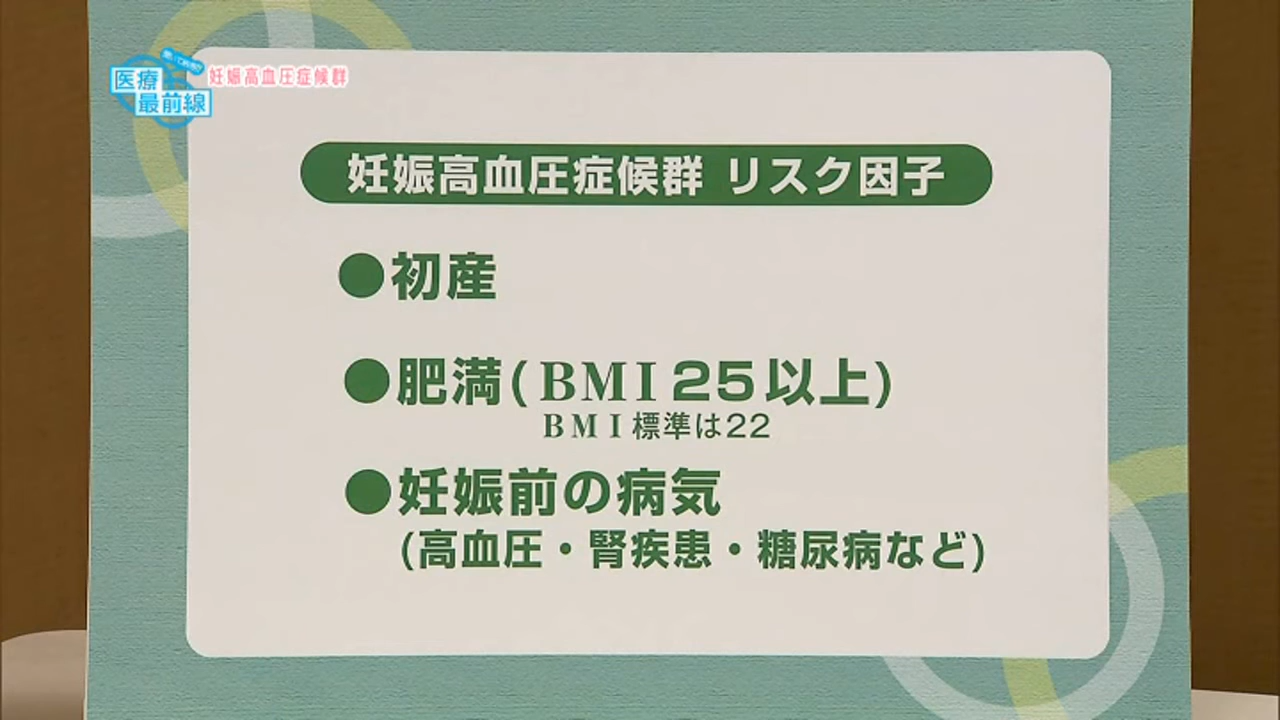 医療
最前線
妊娠高血圧症候群
妊娠高血圧症候群 リスク因子
●初産
●肥満(BMI 25以上)
BMI標準は22
●妊娠前の病気
(高血圧・腎疾患・糖尿病など)